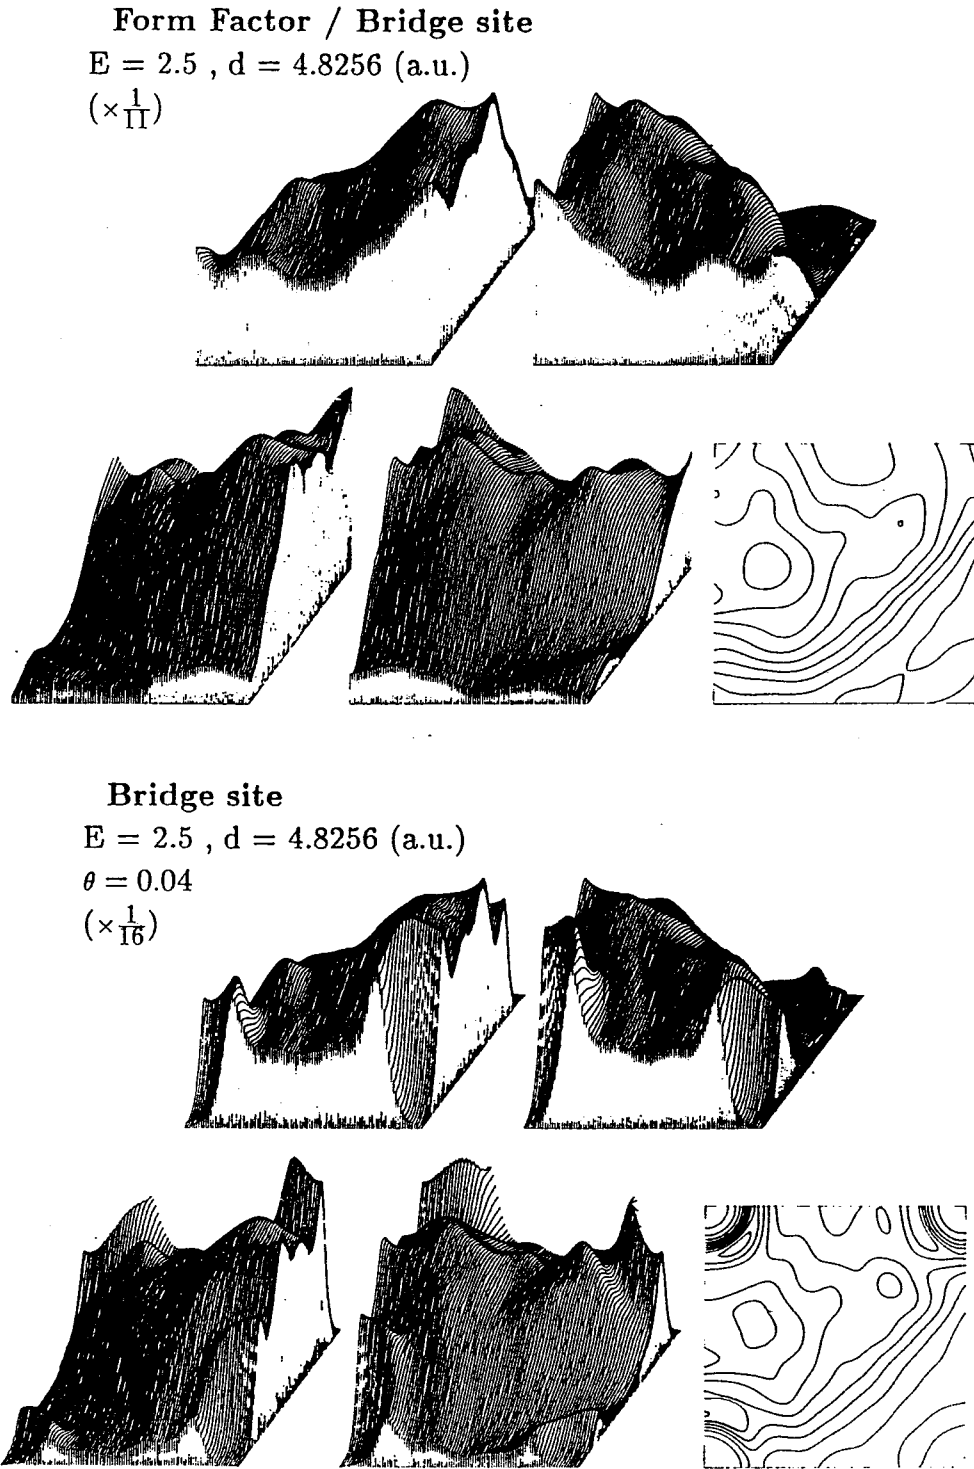 Form Factor / Bridge site
E = 2.5 , d = 4.8256 (a.u.)
(×1/11)
Bridge site
E = 2.5 , d = 4.8256 (a.u.)
θ = 0.04
(×1/16)